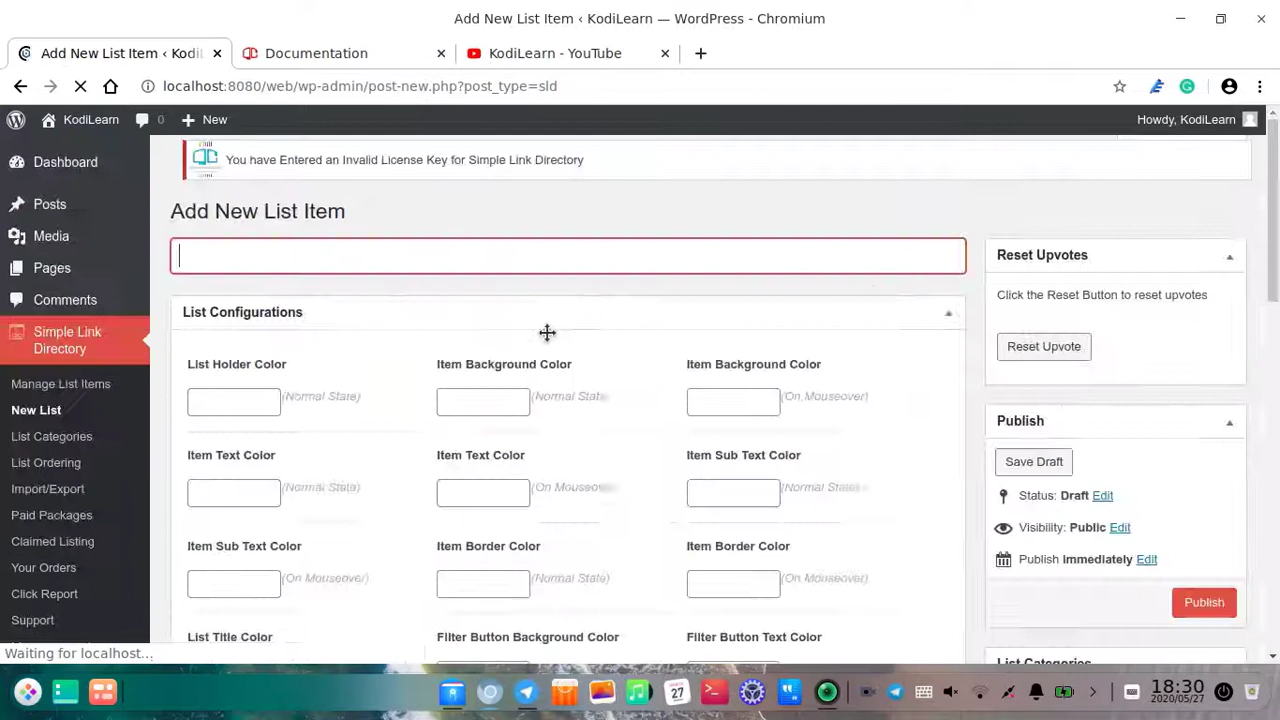 Add New List Item ‹ KodiLearn — WordPress - Chromium
Add New List Item ‹ Kodi
Documentation
KodiLearn - YouTube
localhost:8080/web/wp-admin/post-new.php?post_type=sld
KodiLearn
0
New
Howdy, KodiLearn
Dashboard
Posts
Media
Pages
Comments
Simple Link
Directory
Manage List Items
New List
List Categories
List Ordering
Import/Export
Paid Packages
Claimed Listing
Your Orders
Click Report
Support
You have Entered an Invalid License Key for Simple Link Directory
Add New List Item
List Configurations
List Holder Color
Item Background Color
Item Background Color
(Normal State)
(Normal State
(On Mouseover)
Item Text Color
Item Text Color
Item Sub Text Color
(Normal State)
(On Mouseover
(Normal State)
Item Sub Text Color
Item Border Color
Item Border Color
(On Mouseover)
(Normal State)
(On Mouseover)
List Title Color
Filter Button Background Color
Filter Button Text Color
Reset Upvotes
Click the Reset Button to reset upvotes
Reset Upvote
Publish
Save Draft
Status: Draft Edit
Visibility: Public Edit
Publish immediately Edit
Publish
List Categories
Waiting for localhost...
27
18:30
2020/05/27